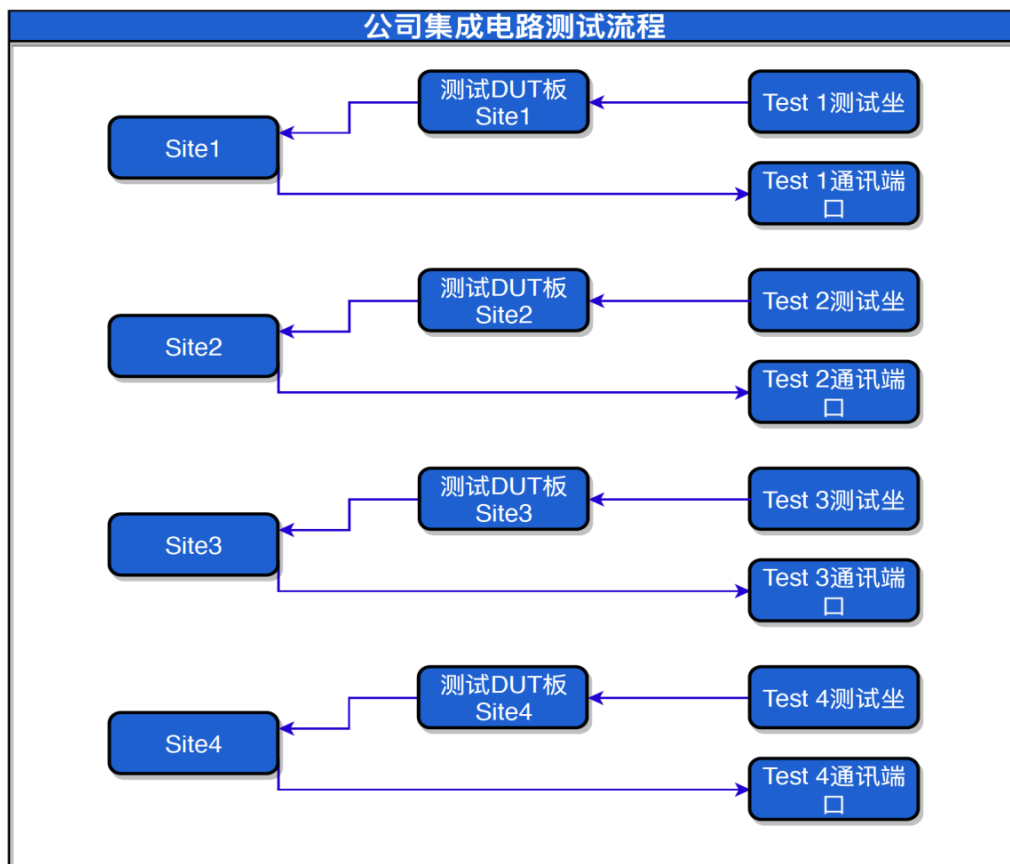 公司集成电路测试流程
测试DUT板
Site1
Test 1测试坐
Site1
Test 1通讯端
口
测试DUT板
Site2
Test 2测试坐
Site2
Test 2通讯端
口
测试DUT板
Site3
Test 3测试坐
Site3
Test 3通讯端
口
测试DUT板
Site4
Test 4测试坐
Site4
Test 4通讯端
口